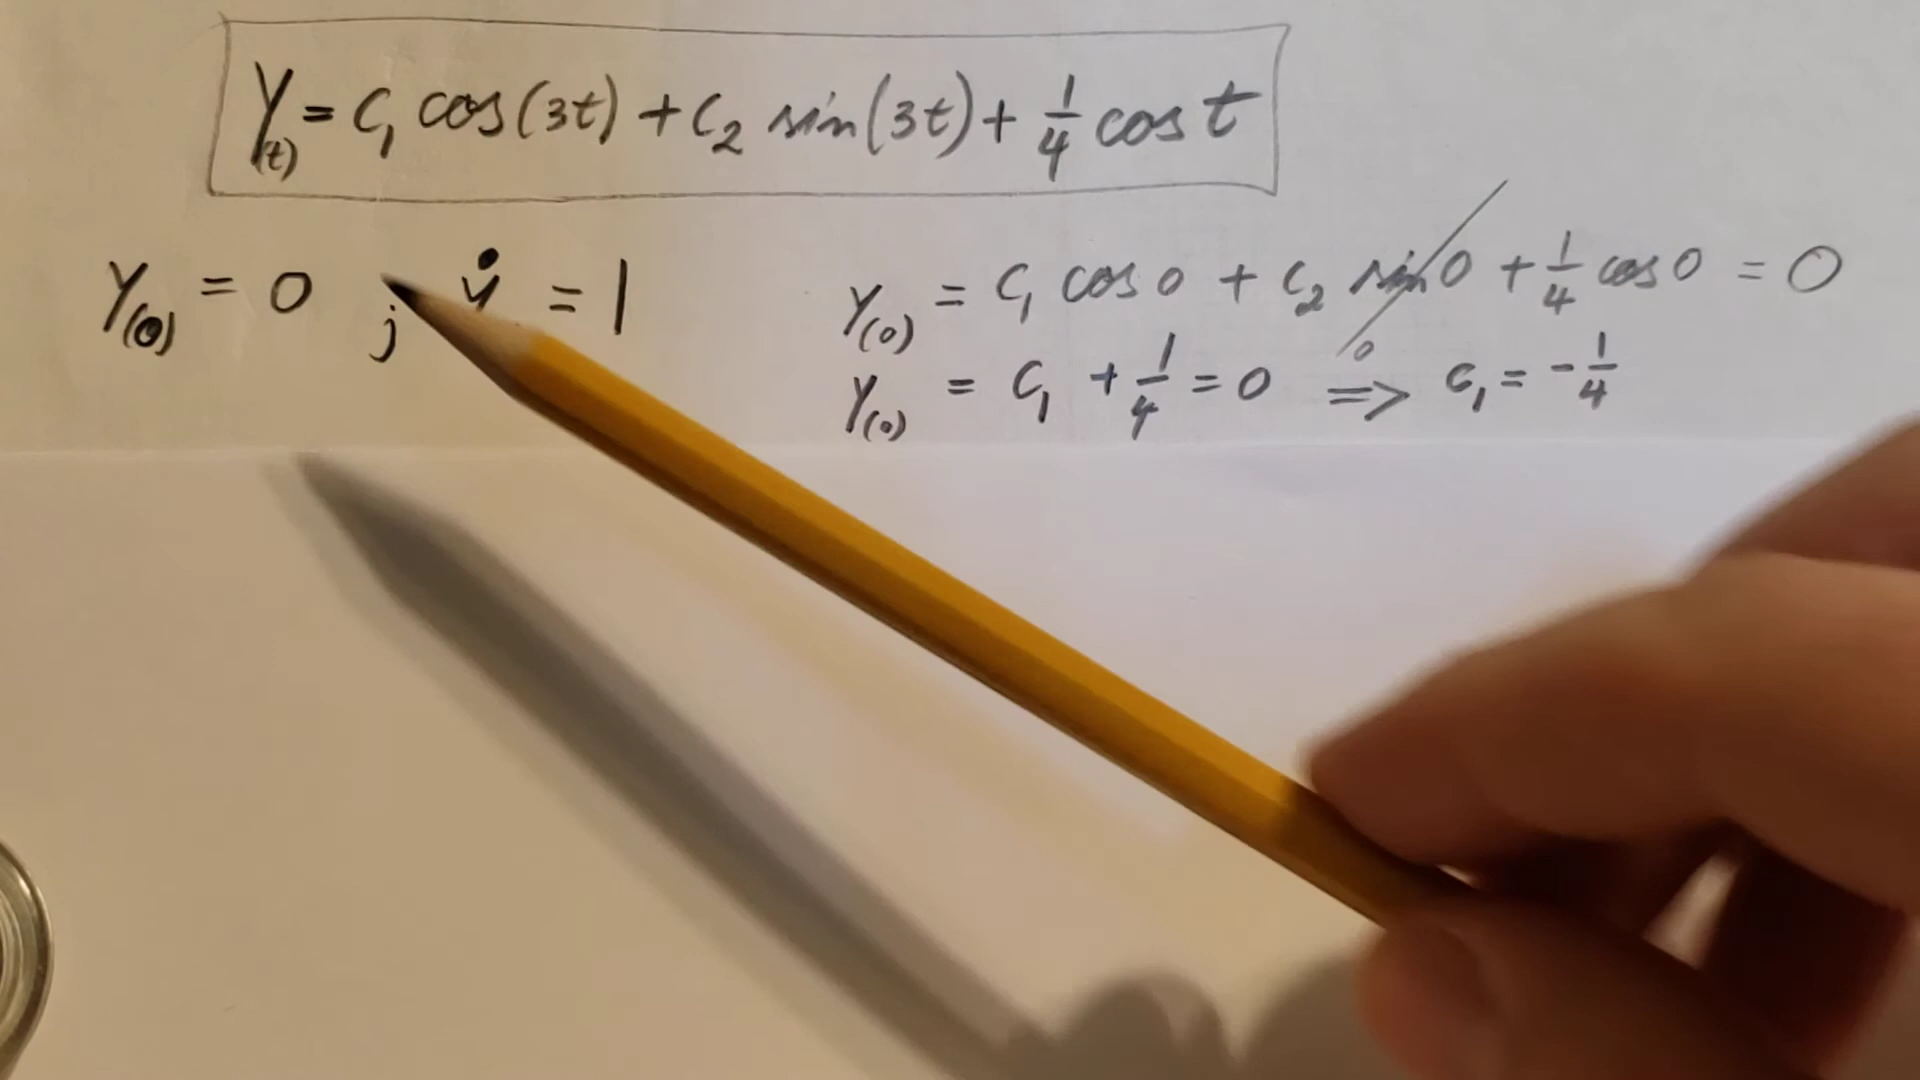 y(t) = c₁ cos(3t) + c₂ sin(3t) + 1/4 cos t
y(0) = 0 ; ẏ = 1
y(0) = c₁ cos 0 + c₂ sin 0 + 1/4 cos 0 = 0
0
y(0) = c₁ + 1/4 = 0 => c₁ = -1/4